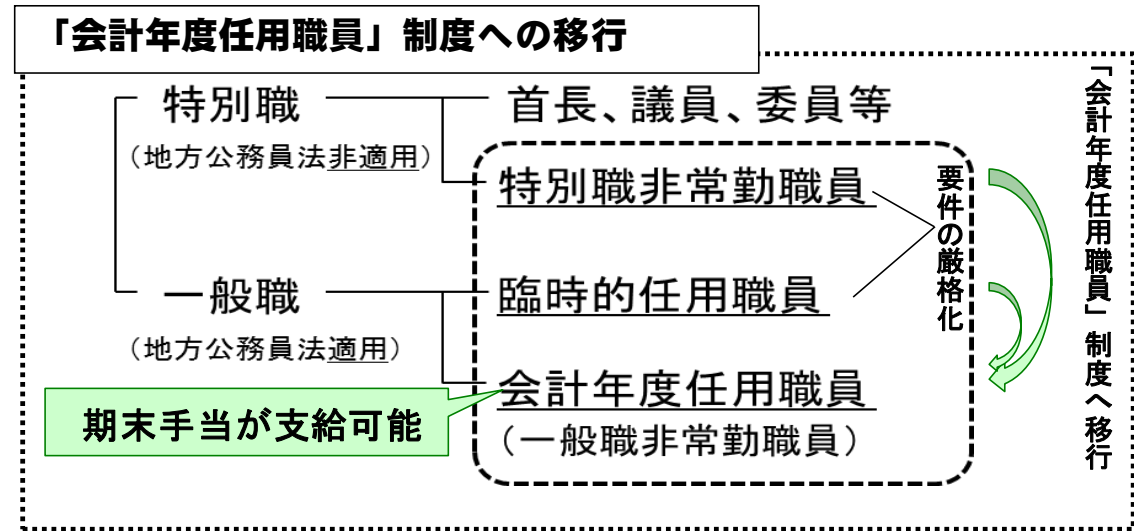 「会計年度任用職員」制度への移行
特別職
首長、議員、委員等
（地方公務員法非適用）
特別職非常勤職員
一般職
臨時的任用職員
（地方公務員法適用）
会計年度任用職員
（一般職非常勤職員）
期末手当が支給可能
要件の厳格化
「会計年度任用職員」制度へ移行